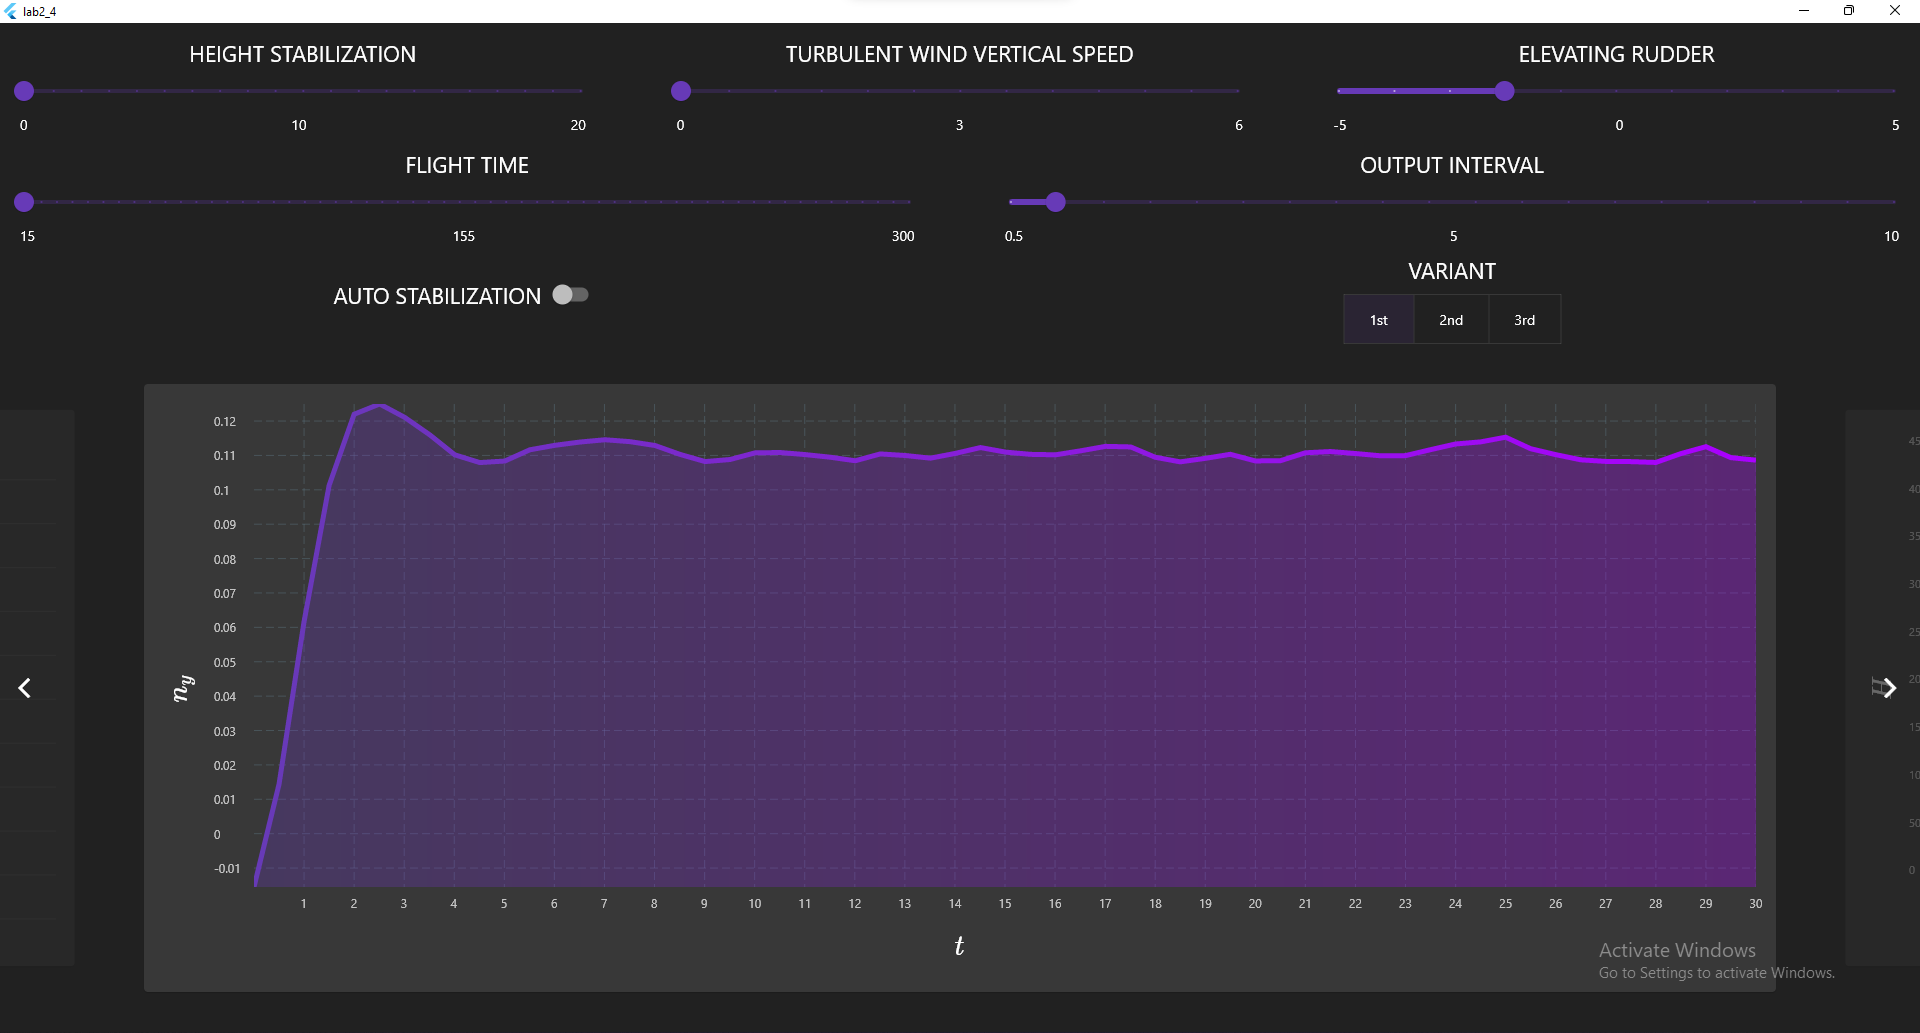 lab2_4
HEIGHT STABILIZATION
TURBULENT WIND VERTICAL SPEED
ELEVATING RUDDER
0 10 20
0 3 6
-5 0 5
FLIGHT TIME
OUTPUT INTERVAL
15 155 300
0.5 5 10
VARIANT
AUTO STABILIZATION
1st 2nd 3rd
0.12
0.11
0.1
0.09
0.08
0.07
0.06
0.05
0.04
0.03
0.02
0.01
0
-0.01
n_y
1 2 3 4 5 6 7 8 9 10 11 12 13 14 15 16 17 18 19 20 21 22 23 24 25 26 27 28 29 30
t
H
0
Activate Windows
Go to Settings to activate Windows.